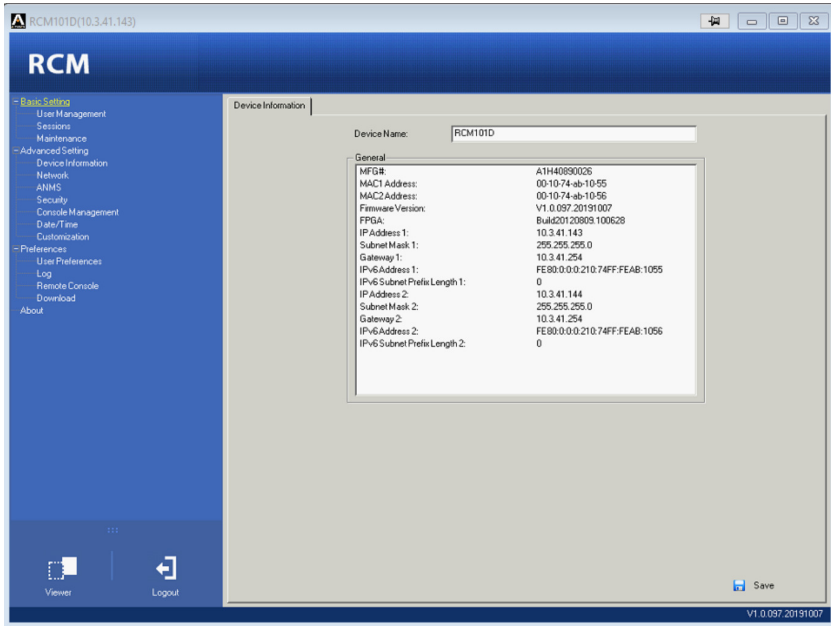 RCM101D(10.3.41.143)
RCM
Basic Setting
User Management
Sessions
Maintenance
Advanced Setting
Device Information
Network
ANMS
Security
Console Management
Date/Time
Customization
Preferences
User Preferences
Log
Remote Console
Download
About
Viewer
Logout
Device Information
Device Name: RCM101D
General
MFG#: A1H40890026
MAC1 Address: 00-10-74-ab-10-55
MAC2 Address: 00-10-74-ab-10-56
Firmware Version: V1.0.097.20191007
FPGA: Build20120809.100628
IP Address 1: 10.3.41.143
Subnet Mask 1: 255.255.255.0
Gateway 1: 10.3.41.254
IPv6 Address 1: FE80:0:0:0:210:74FF:FEAB:1055
IPv6 Subnet Prefix Length 1: 0
IP Address 2: 10.3.41.144
Subnet Mask 2: 255.255.255.0
Gateway 2: 10.3.41.254
IPv6 Address 2: FE80:0:0:0:210:74FF:FEAB:1056
IPv6 Subnet Prefix Length 2: 0
Save
V1.0.097.20191007